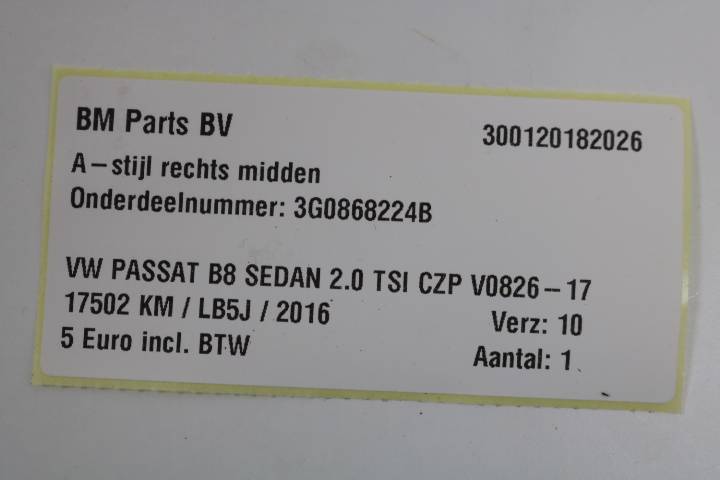 BM Parts BV 300120182026
A-stijl rechts midden
Onderdeelnummer: 3G0868224B
VW PASSAT B8 SEDAN 2.0 TSI CZP V0826-17
17502 KM / LB5J / 2016 Verz: 10
5 Euro incl. BTW Aantal: 1